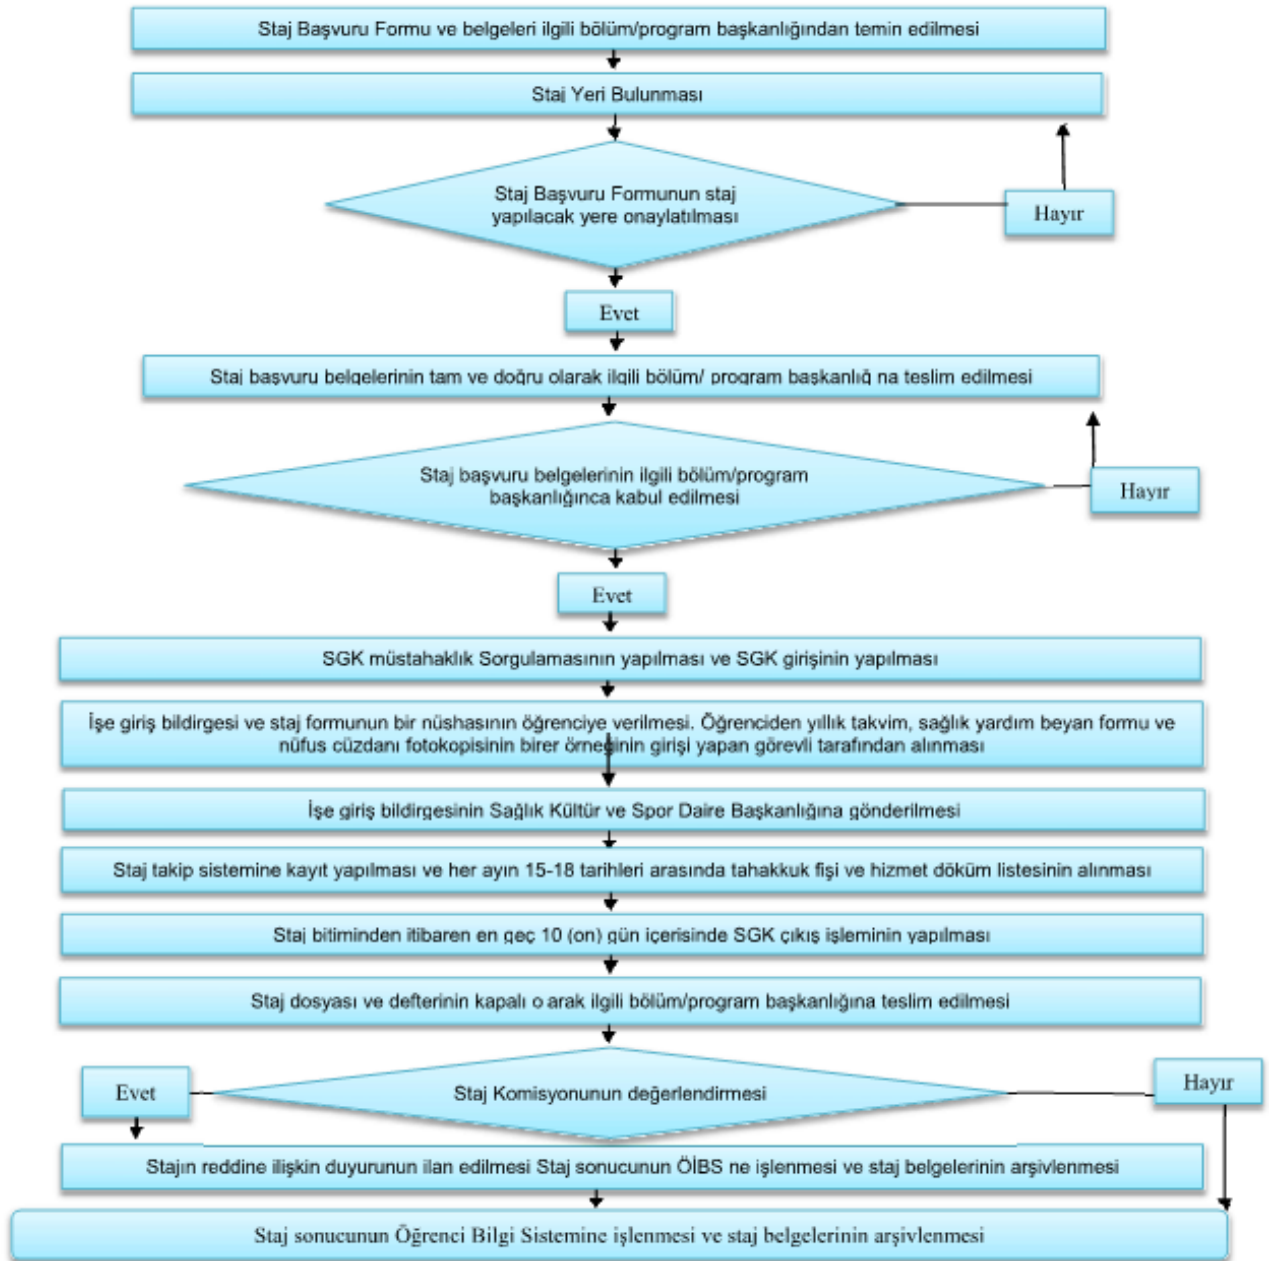 Staj Başvuru Formu ve belgeleri ilgili bölüm/program başkanlığından temin edilmesi
Staj Yeri Bulunması
Staj Başvuru Formunun staj
yapılacak yere onaylatılması
Hayır
Evet
Staj başvuru belgelerinin tam ve doğru olarak ilgili bölüm/ program başkanlığ na teslim edilmesi
Staj başvuru belgelerinin ilgili bölüm/program
başkanlığınca kabul edilmesi
Hayır
Evet
SGK müstahaklık Sorgulamasının yapılması ve SGK girişinin yapılması
İşe giriş bildirgesi ve staj formunun bir nüshasının öğrenciye verilmesi. Öğrenciden yıllık takvim, sağlık yardım beyan formu ve
nüfus cüzdanı fotokopisinin birer örneğinin girişi yapan görevli tarafından alınması
İşe giriş bildirgesinin Sağlık Kültür ve Spor Daire Başkanlığına gönderilmesi
Staj takip sistemine kayıt yapılması ve her ayın 15-18 tarihleri arasında tahakkuk fişi ve hizmet döküm listesinin alınması
Staj bitiminden itibaren en geç 10 (on) gün içerisinde SGK çıkış işleminin yapılması
Staj dosyası ve defterinin kapalı o arak ilgili bölüm/program başkanlığına teslim edilmesi
Evet
Staj Komisyonunun değerlendirmesi
Hayır
Stajın reddine ilişkin duyurunun ilan edilmesi Staj sonucunun ÖİBS ne işlenmesi ve staj belgelerinin arşivlenmesi
Staj sonucunun Öğrenci Bilgi Sistemine işlenmesi ve staj belgelerinin arşivlenmesi